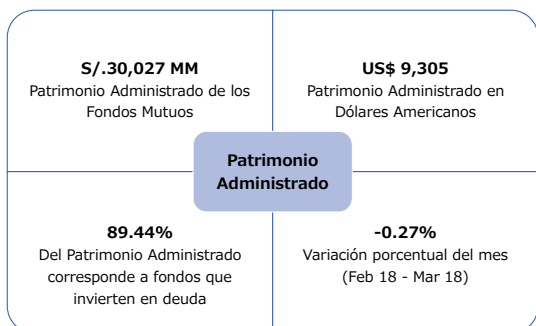 S/.30,027 MM
Patrimonio Administrado de los
Fondos Mutuos
US$ 9,305
Patrimonio Administrado en
Dólares Americanos
Patrimonio
Administrado
89.44%
Del Patrimonio Administrado
corresponde a fondos que
invierten en deuda
-0.27%
Variación porcentual del mes
(Feb 18 - Mar 18)